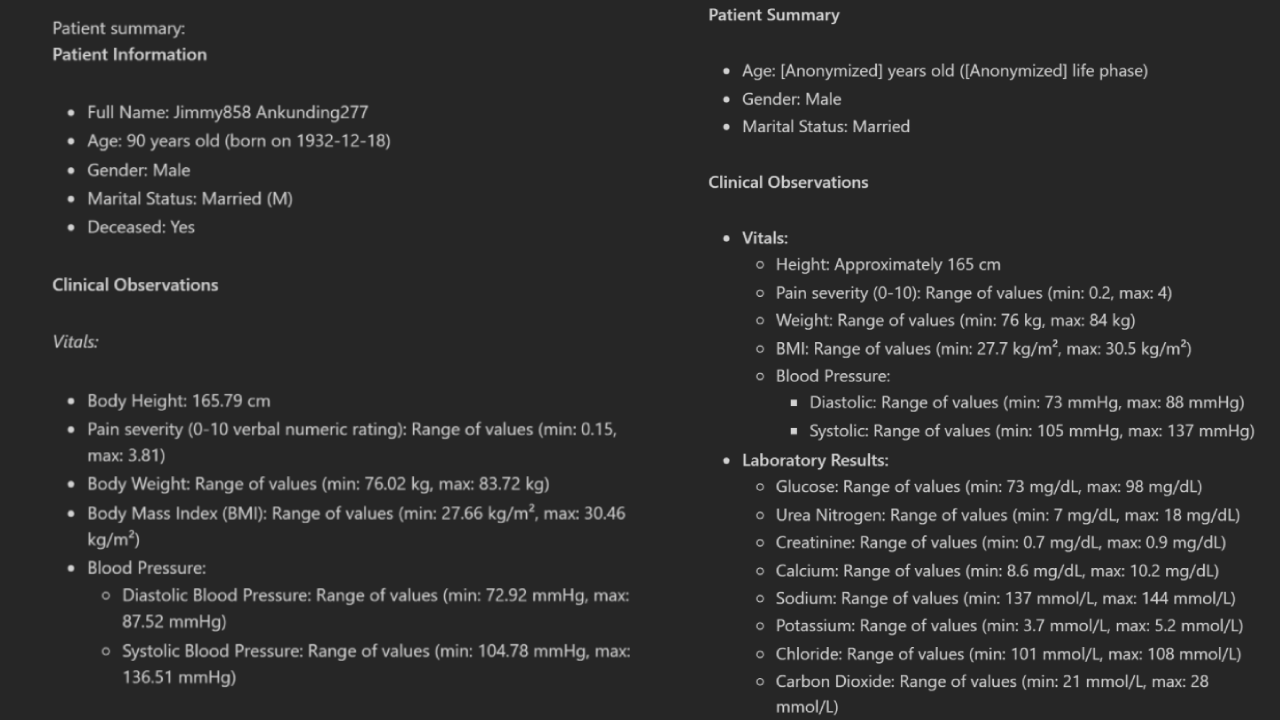 Patient summary:
Patient Information
• Full Name: Jimmy858 Ankunding277
• Age: 90 years old (born on 1932-12-18)
• Gender: Male
• Marital Status: Married (M)
• Deceased: Yes
Clinical Observations
Vitals:
• Body Height: 165.79 cm
• Pain severity (0-10 verbal numeric rating): Range of values (min: 0.15,
max: 3.81)
• Body Weight: Range of values (min: 76.02 kg, max: 83.72 kg)
• Body Mass Index (BMI): Range of values (min: 27.66 kg/m², max: 30.46
kg/m²)
• Blood Pressure:
○ Diastolic Blood Pressure: Range of values (min: 72.92 mmHg, max:
87.52 mmHg)
○ Systolic Blood Pressure: Range of values (min: 104.78 mmHg, max:
136.51 mmHg)
Patient Summary
• Age: [Anonymized] years old ([Anonymized] life phase)
• Gender: Male
• Marital Status: Married
Clinical Observations
• Vitals:
○ Height: Approximately 165 cm
○ Pain severity (0-10): Range of values (min: 0.2, max: 4)
○ Weight: Range of values (min: 76 kg, max: 84 kg)
○ BMI: Range of values (min: 27.7 kg/m², max: 30.5 kg/m²)
○ Blood Pressure:
▪ Diastolic: Range of values (min: 73 mmHg, max: 88 mmHg)
▪ Systolic: Range of values (min: 105 mmHg, max: 137 mmHg)
• Laboratory Results:
○ Glucose: Range of values (min: 73 mg/dL, max: 98 mg/dL)
○ Urea Nitrogen: Range of values (min: 7 mg/dL, max: 18 mg/dL)
○ Creatinine: Range of values (min: 0.7 mg/dL, max: 0.9 mg/dL)
○ Calcium: Range of values (min: 8.6 mg/dL, max: 10.2 mg/dL)
○ Sodium: Range of values (min: 137 mmol/L, max: 144 mmol/L)
○ Potassium: Range of values (min: 3.7 mmol/L, max: 5.2 mmol/L)
○ Chloride: Range of values (min: 101 mmol/L, max: 108 mmol/L)
○ Carbon Dioxide: Range of values (min: 21 mmol/L, max: 28
mmol/L)